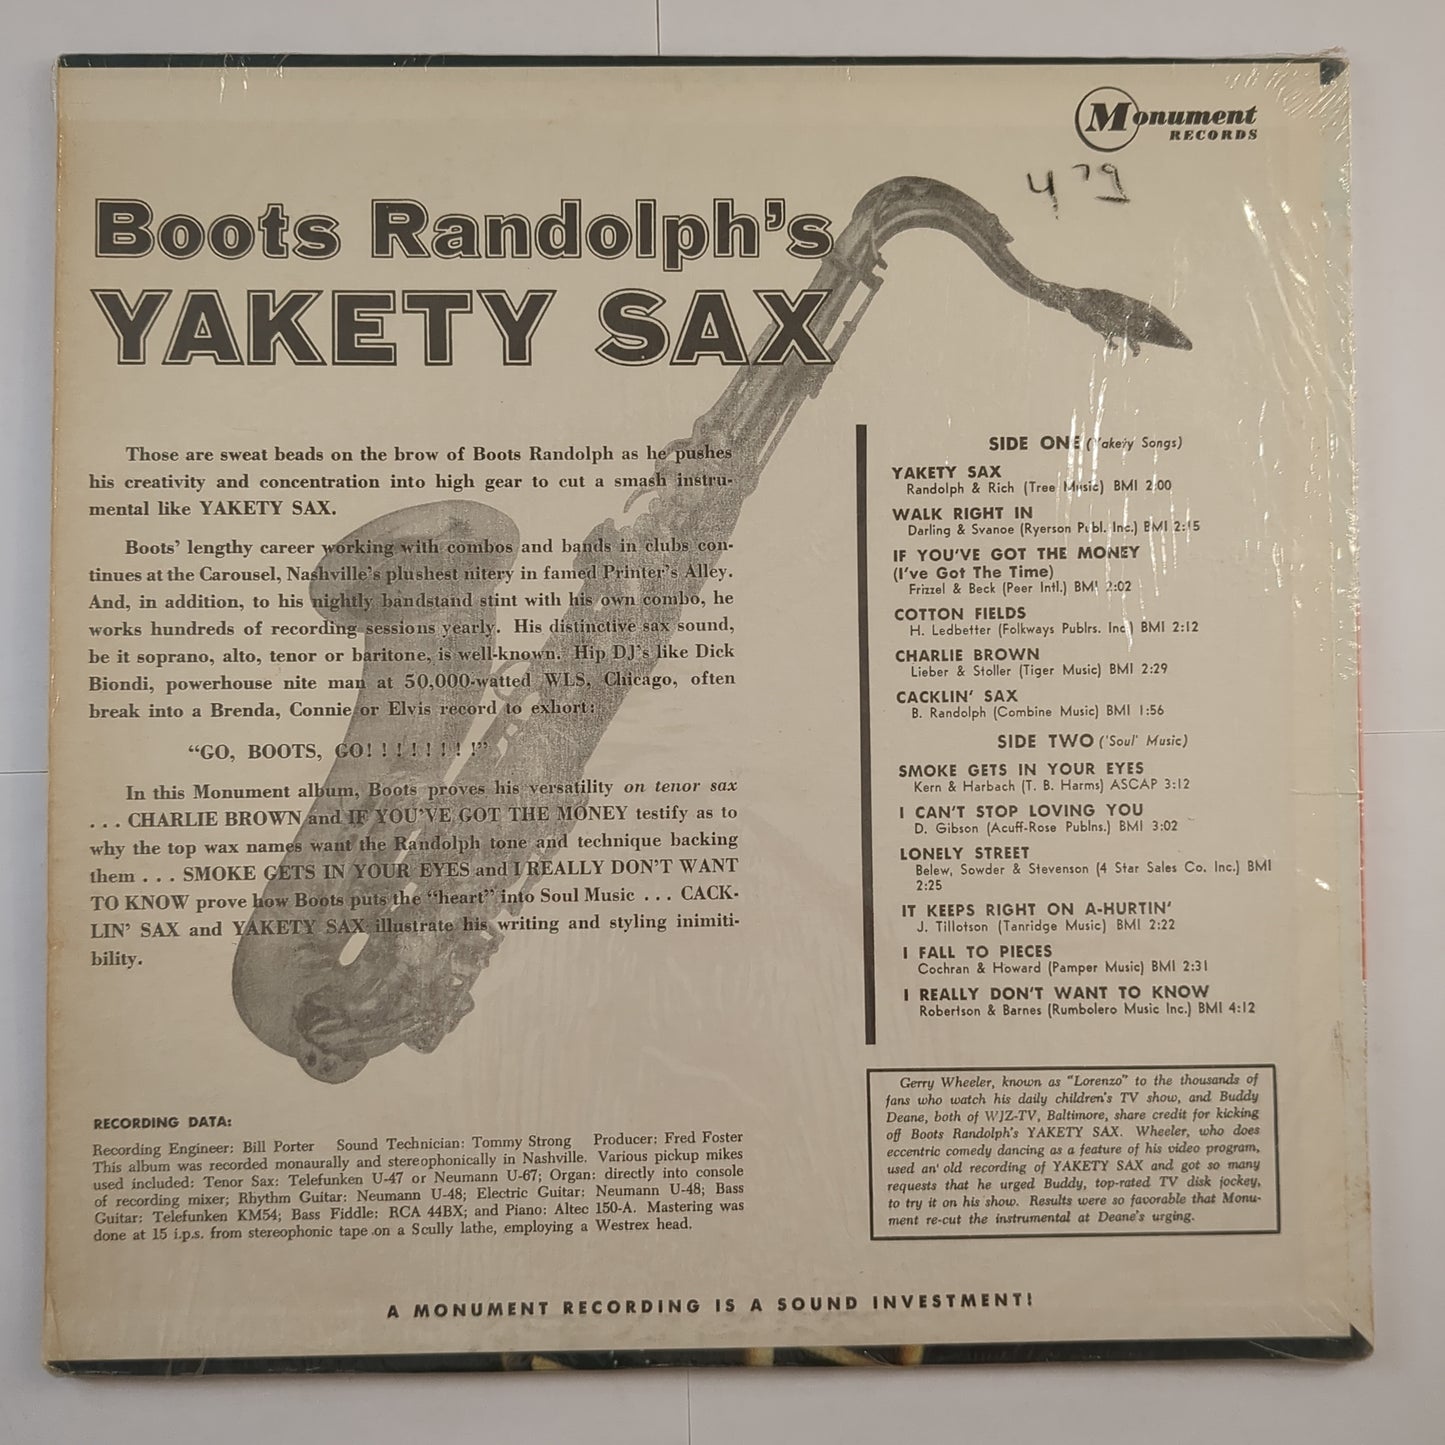 Monument
RECORDS
4 79
Boots Randolph's
YAKETY SAX
Those are sweat beads on the brow of Boots Randolph as he pushes
his creativity and concentration into high gear to cut a smash instru-
mental like YAKETY SAX.
Boots' lengthy career working with combos and bands in clubs con-
tinues at the Carousel, Nashville's plushest nitery in famed Printer's Alley.
And, in addition, to his nightly bandstand stint with his own combo, he
works hundreds of recording sessions yearly. His distinctive sax sound,
be it soprano, alto, tenor or baritone, is well-known. Hip DJ's like Dick
Biondi, powerhouse nite man at 50,000-watted WLS, Chicago, often
break into a Brenda, Connie or Elvis record to exhort:
"GO, BOOTS, GO! ! ! ! ! ! ! !"
In this Monument album, Boots proves his versatility on tenor sax
. . . CHARLIE BROWN and IF YOU'VE GOT THE MONEY testify as to
why the top wax names want the Randolph tone and technique backing
them . . . SMOKE GETS IN YOUR EYES and I REALLY DON'T WANT
TO KNOW prove how Boots puts the "heart" into Soul Music . . . CACK-
LIN' SAX and YAKETY SAX illustrate his writing and styling inimiti-
bility.
RECORDING DATA:
Recording Engineer: Bill Porter Sound Technician: Tommy Strong Producer: Fred Foster
This album was recorded monaurally and stereophonically in Nashville. Various pickup mikes
used included: Tenor Sax: Telefunken U-47 or Neumann U-67; Organ: directly into console
of recording mixer; Rhythm Guitar: Neumann U-48; Electric Guitar: Neumann U-48; Bass
Guitar: Telefunken KM54; Bass Fiddle: RCA 44BX; and Piano: Altec 150-A. Mastering was
done at 15 i.p.s. from stereophonic tape on a Scully lathe, employing a Westrex head.
SIDE ONE (Yakety Songs)
YAKETY SAX
Randolph & Rich (Tree Music) BMI 2:00
WALK RIGHT IN
Darling & Svanoe (Ryerson Publ. Inc.) BMI 2:15
IF YOU'VE GOT THE MONEY
(I've Got The Time)
Frizzel & Beck (Peer Intl.) BMI 2:02
COTTON FIELDS
H. Ledbetter (Folkways Publrs. Inc.) BMI 2:12
CHARLIE BROWN
Lieber & Stoller (Tiger Music) BMI 2:29
CACKLIN' SAX
B. Randolph (Combine Music) BMI 1:56
SIDE TWO ('Soul' Music)
SMOKE GETS IN YOUR EYES
Kern & Harbach (T. B. Harms) ASCAP 3:12
I CAN'T STOP LOVING YOU
D. Gibson (Acuff-Rose Publns.) BMI 3:02
LONELY STREET
Belew, Sowder & Stevenson (4 Star Sales Co. Inc.) BMI
2:25
IT KEEPS RIGHT ON A-HURTIN'
J. Tillotson (Tanridge Music) BMI 2:22
I FALL TO PIECES
Cochran & Howard (Pamper Music) BMI 2:31
I REALLY DON'T WANT TO KNOW
Robertson & Barnes (Rumbolero Music Inc.) BMI 4:12
Gerry Wheeler, known as "Lorenzo" to the thousands of
fans who watch his daily children's TV show, and Buddy
Deane, both of WJZ-TV, Baltimore, share credit for kicking
off Boots Randolph's YAKETY SAX. Wheeler, who does
eccentric comedy dancing as a feature of his video program,
used an' old recording of YAKETY SAX and got so many
requests that he urged Buddy, top-rated TV disk jockey,
to try it on his show. Results were so favorable that Monu-
ment re-cut the instrumental at Deane's urging.
A MONUMENT RECORDING IS A SOUND INVESTMENT!